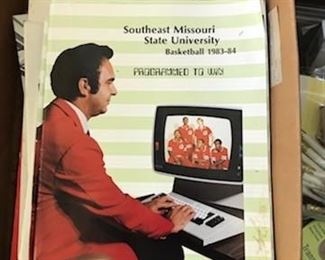 Southeast Missouri
State University
Basketball 1983-84
PROGRAMMED TO WIN